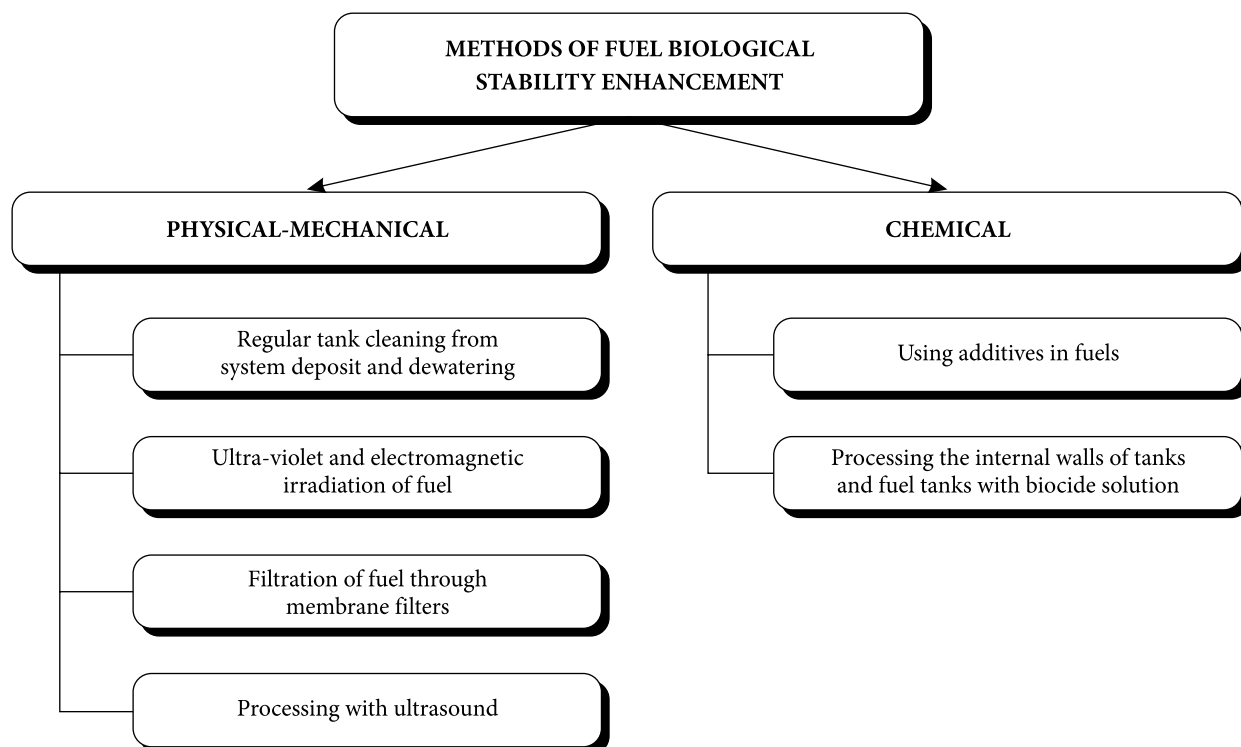 METHODS OF FUEL BIOLOGICAL
STABILITY ENHANCEMENT
PHYSICAL-MECHANICAL
Regular tank cleaning from
system deposit and dewatering
Ultra-violet and electromagnetic
irradiation of fuel
Filtration of fuel through
membrane filters
Processing with ultrasound
CHEMICAL
Using additives in fuels
Processing the internal walls of tanks
and fuel tanks with biocide solution